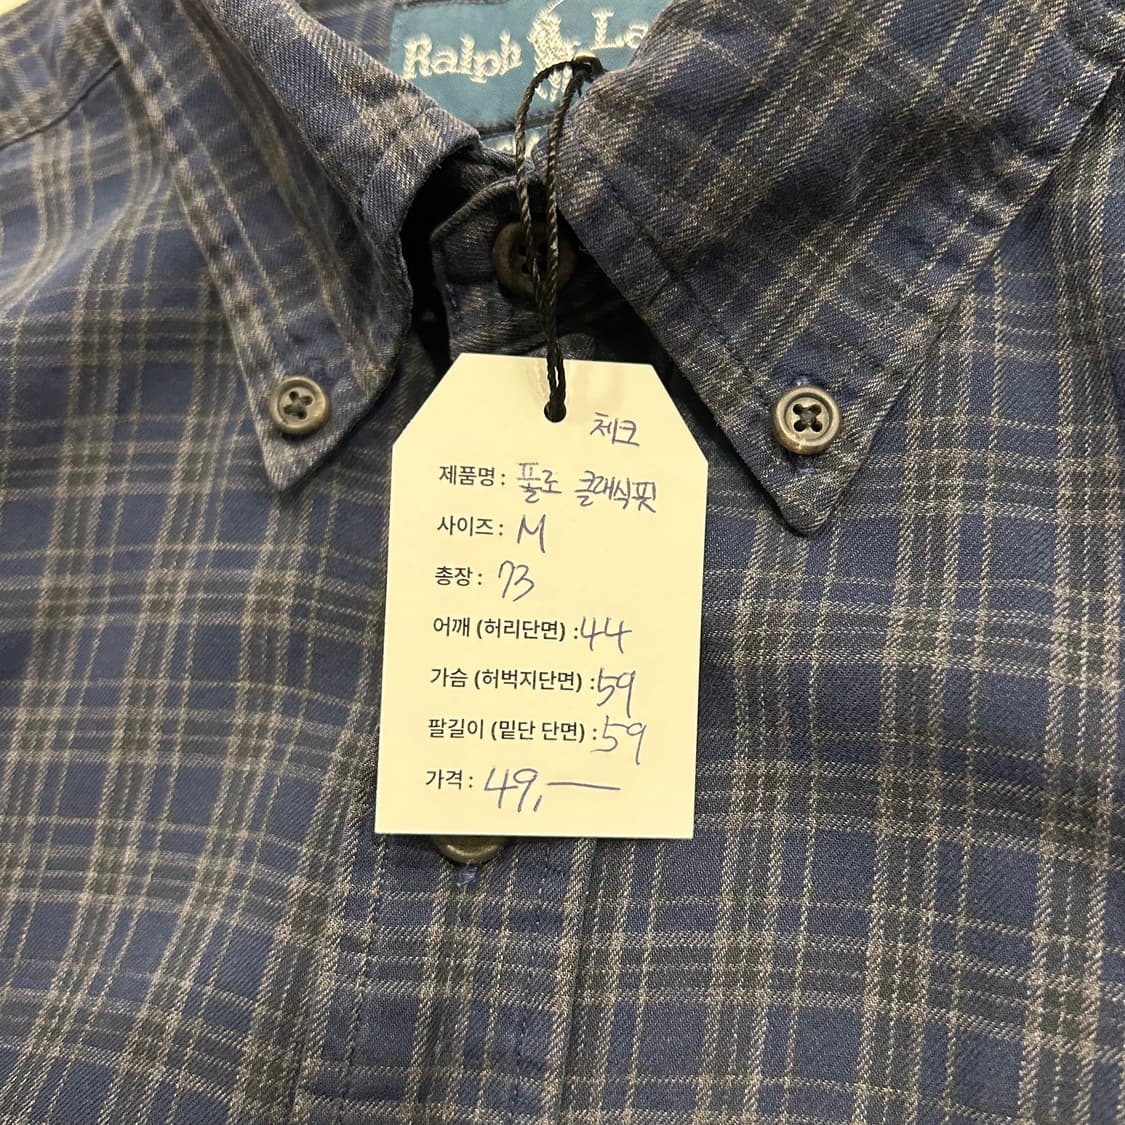 Ralph La
체크
제품명: 폴로 클래식핏
사이즈: M
총장: 73
어깨 (허리단면) :44
가슴 (허벅지단면) :59
팔길이 (밑단 단면) :59
가격: 49,—